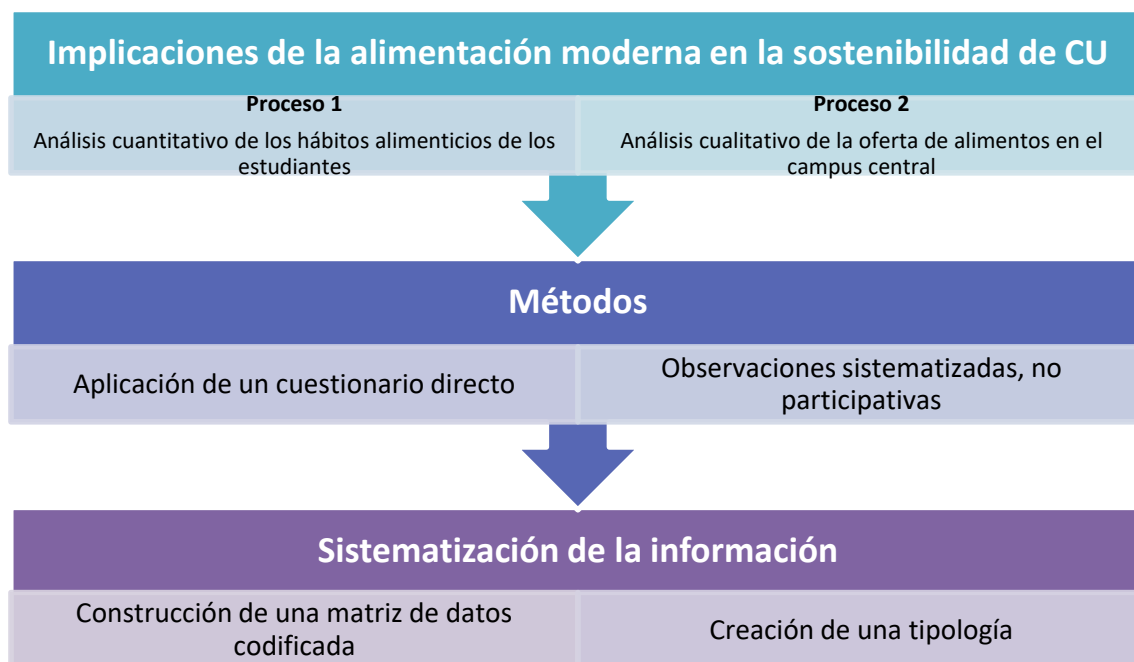 Implicaciones de la alimentación moderna en la sostenibilidad de CU
Proceso 1
Análisis cuantitativo de los hábitos alimenticios de los
estudiantes
Proceso 2
Análisis cualitativo de la oferta de alimentos en el
campus central
Métodos
Aplicación de un cuestionario directo
Observaciones sistematizadas, no
participativas
Sistematización de la información
Construcción de una matriz de datos
codificada
Creación de una tipología